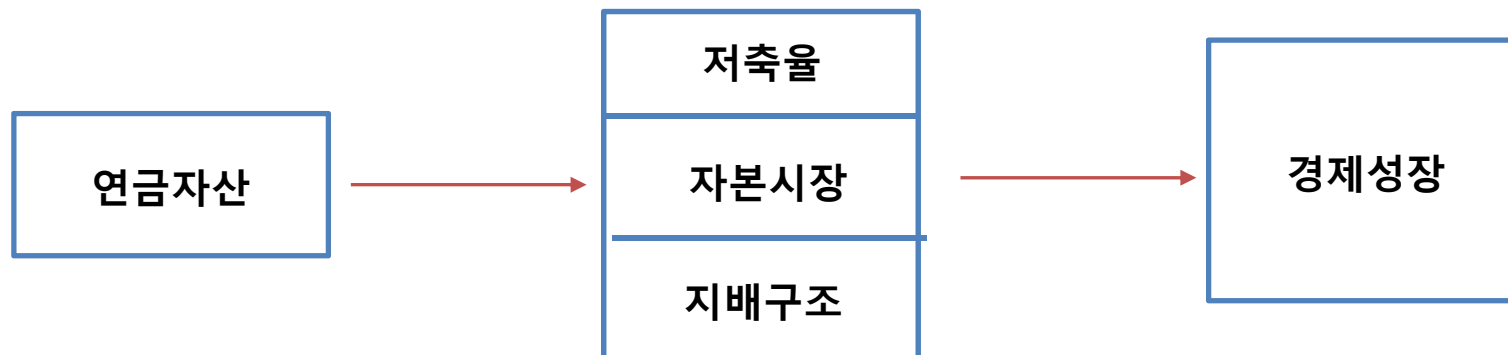 저축율
연금자산
자본시장
경제성장
지배구조